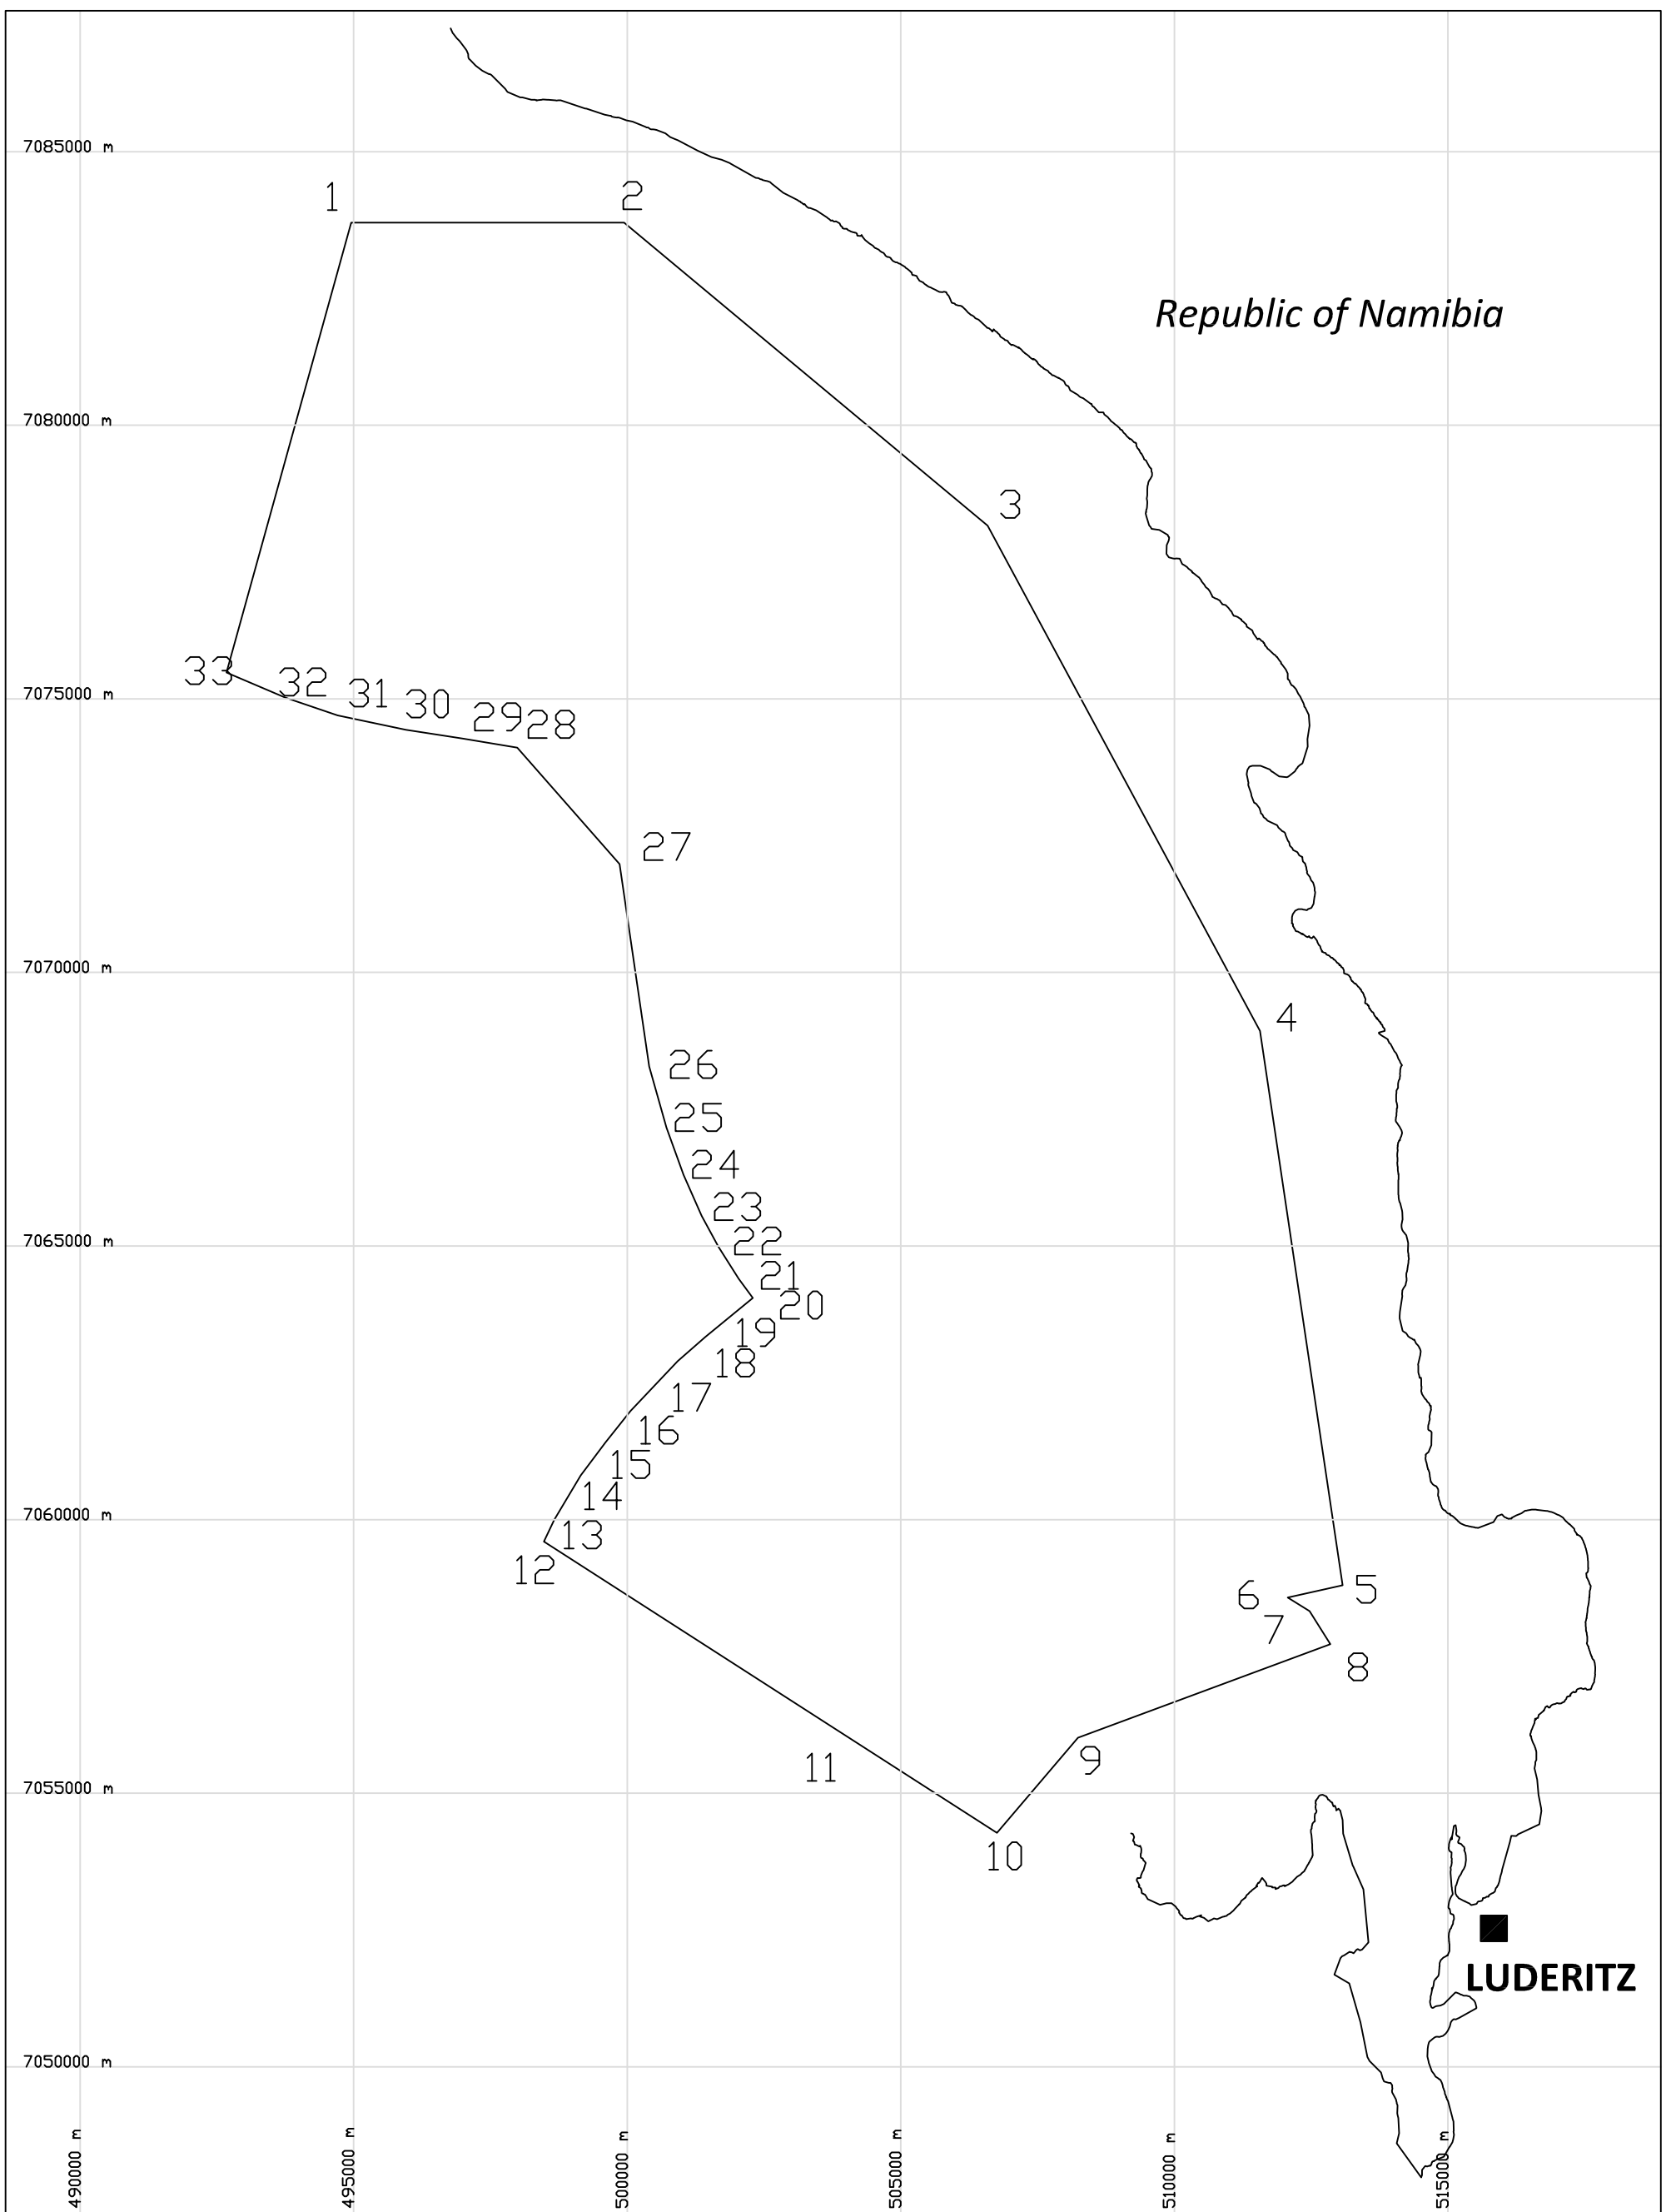 7085000 m
1
2
Republic of Namibia
7080000 m
3
33
32
31
30
29
28
7075000 m
27
7070000 m
4
26
25
24
23
22
7065000 m
21
20
19
18
17
16
15
14
7060000 m
13
12
5
6
7
8
9
11
7055000 m
10
LUDERITZ
7050000 m
490000 m
495000 m
500000 m
505000 m
510000 m
515000 m